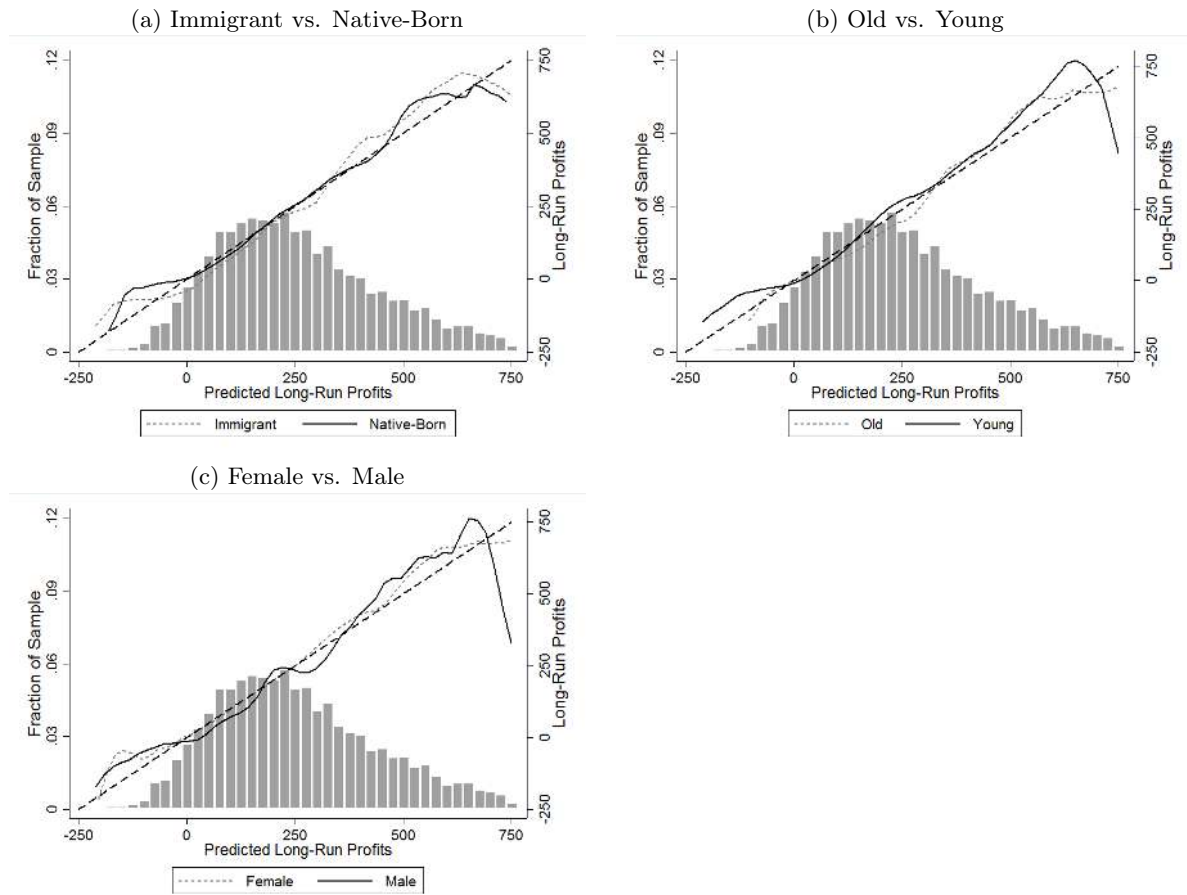 (a) Immigrant vs. Native-Born
Fraction of Sample
0 .03 .06 .09 .12
Long-Run Profits
-250 0 250 500 750
-250 0 250 500 750
Predicted Long-Run Profits
Immigrant Native-Born
(b) Old vs. Young
Fraction of Sample
0 .03 .06 .09 .12
Long-Run Profits
-250 0 250 500 750
-250 0 250 500 750
Predicted Long-Run Profits
Old Young
(c) Female vs. Male
Fraction of Sample
0 .03 .06 .09 .12
Long-Run Profits
-250 0 250 500 750
-250 0 250 500 750
Predicted Long-Run Profits
Female Male